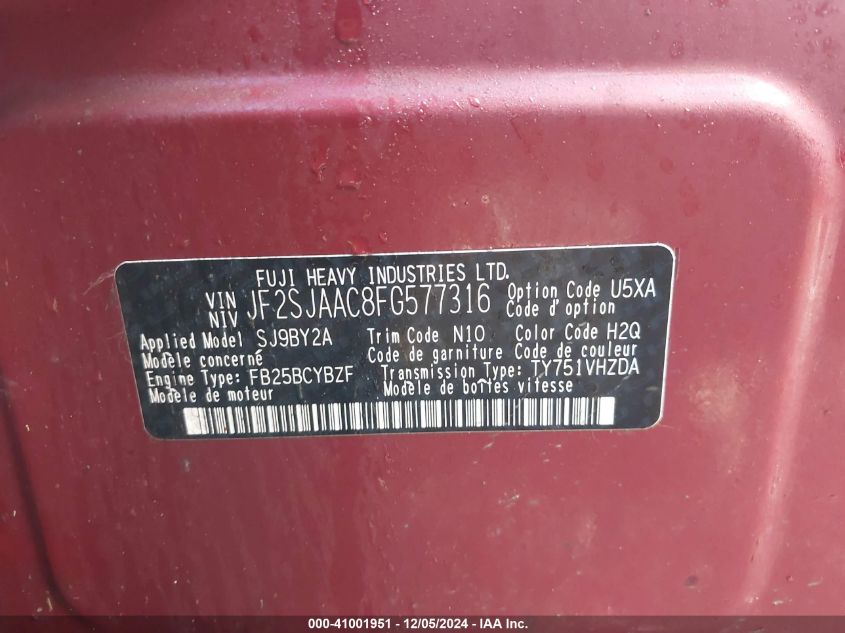 FUJI HEAVY INDUSTRIES LTD.
VIN NIV JF2SJAAC8FG577316 Option Code U5XA
Code d'option
Applied Model SJ9BY2A Trim Code N10 Color Code H2Q
Modèle concerné Code de garniture Code de couleur
Engine Type: FB25BCYBZF Transmission Type: TY751VHZDA
Modèle de moteur Modèle de boîtes vitesse
000-41001951 - 12/05/2024 - IAA Inc.